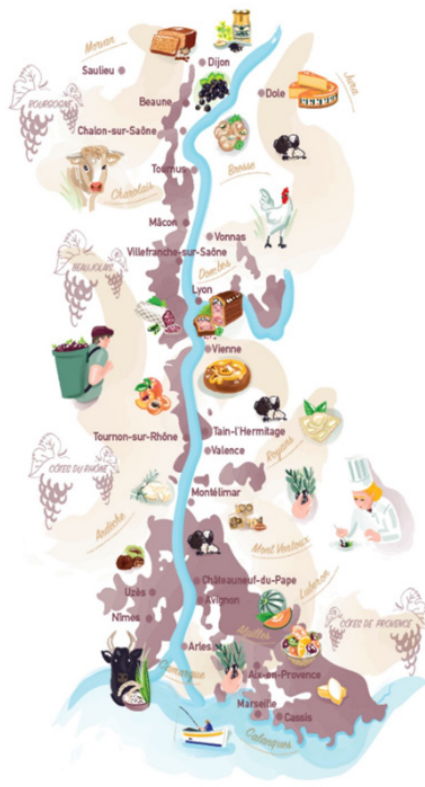 Morvan
Saulieu
Dijon
Jura
Dole
BOURGOGNE
Beaune
Chalon-sur-Saône
Bresse
Tournus
Charolais
Mâcon
Vonnas
Villefranche-sur-Saône
BEAUJOLAIS
Dombes
Lyon
Vienne
Tournon-sur-Rhône
Tain-l'Hermitage
Valence
Royans
CÔTES DU RHÔNE
Montélimar
Ardèche
Mont Ventoux
Châteauneuf-du-Pape
Luberon
Uzès
Avignon
Nîmes
CÔTES DE PROVENCE
Arles
Camargue
Aix-en-Provence
Marseille
Cassis
Calanques